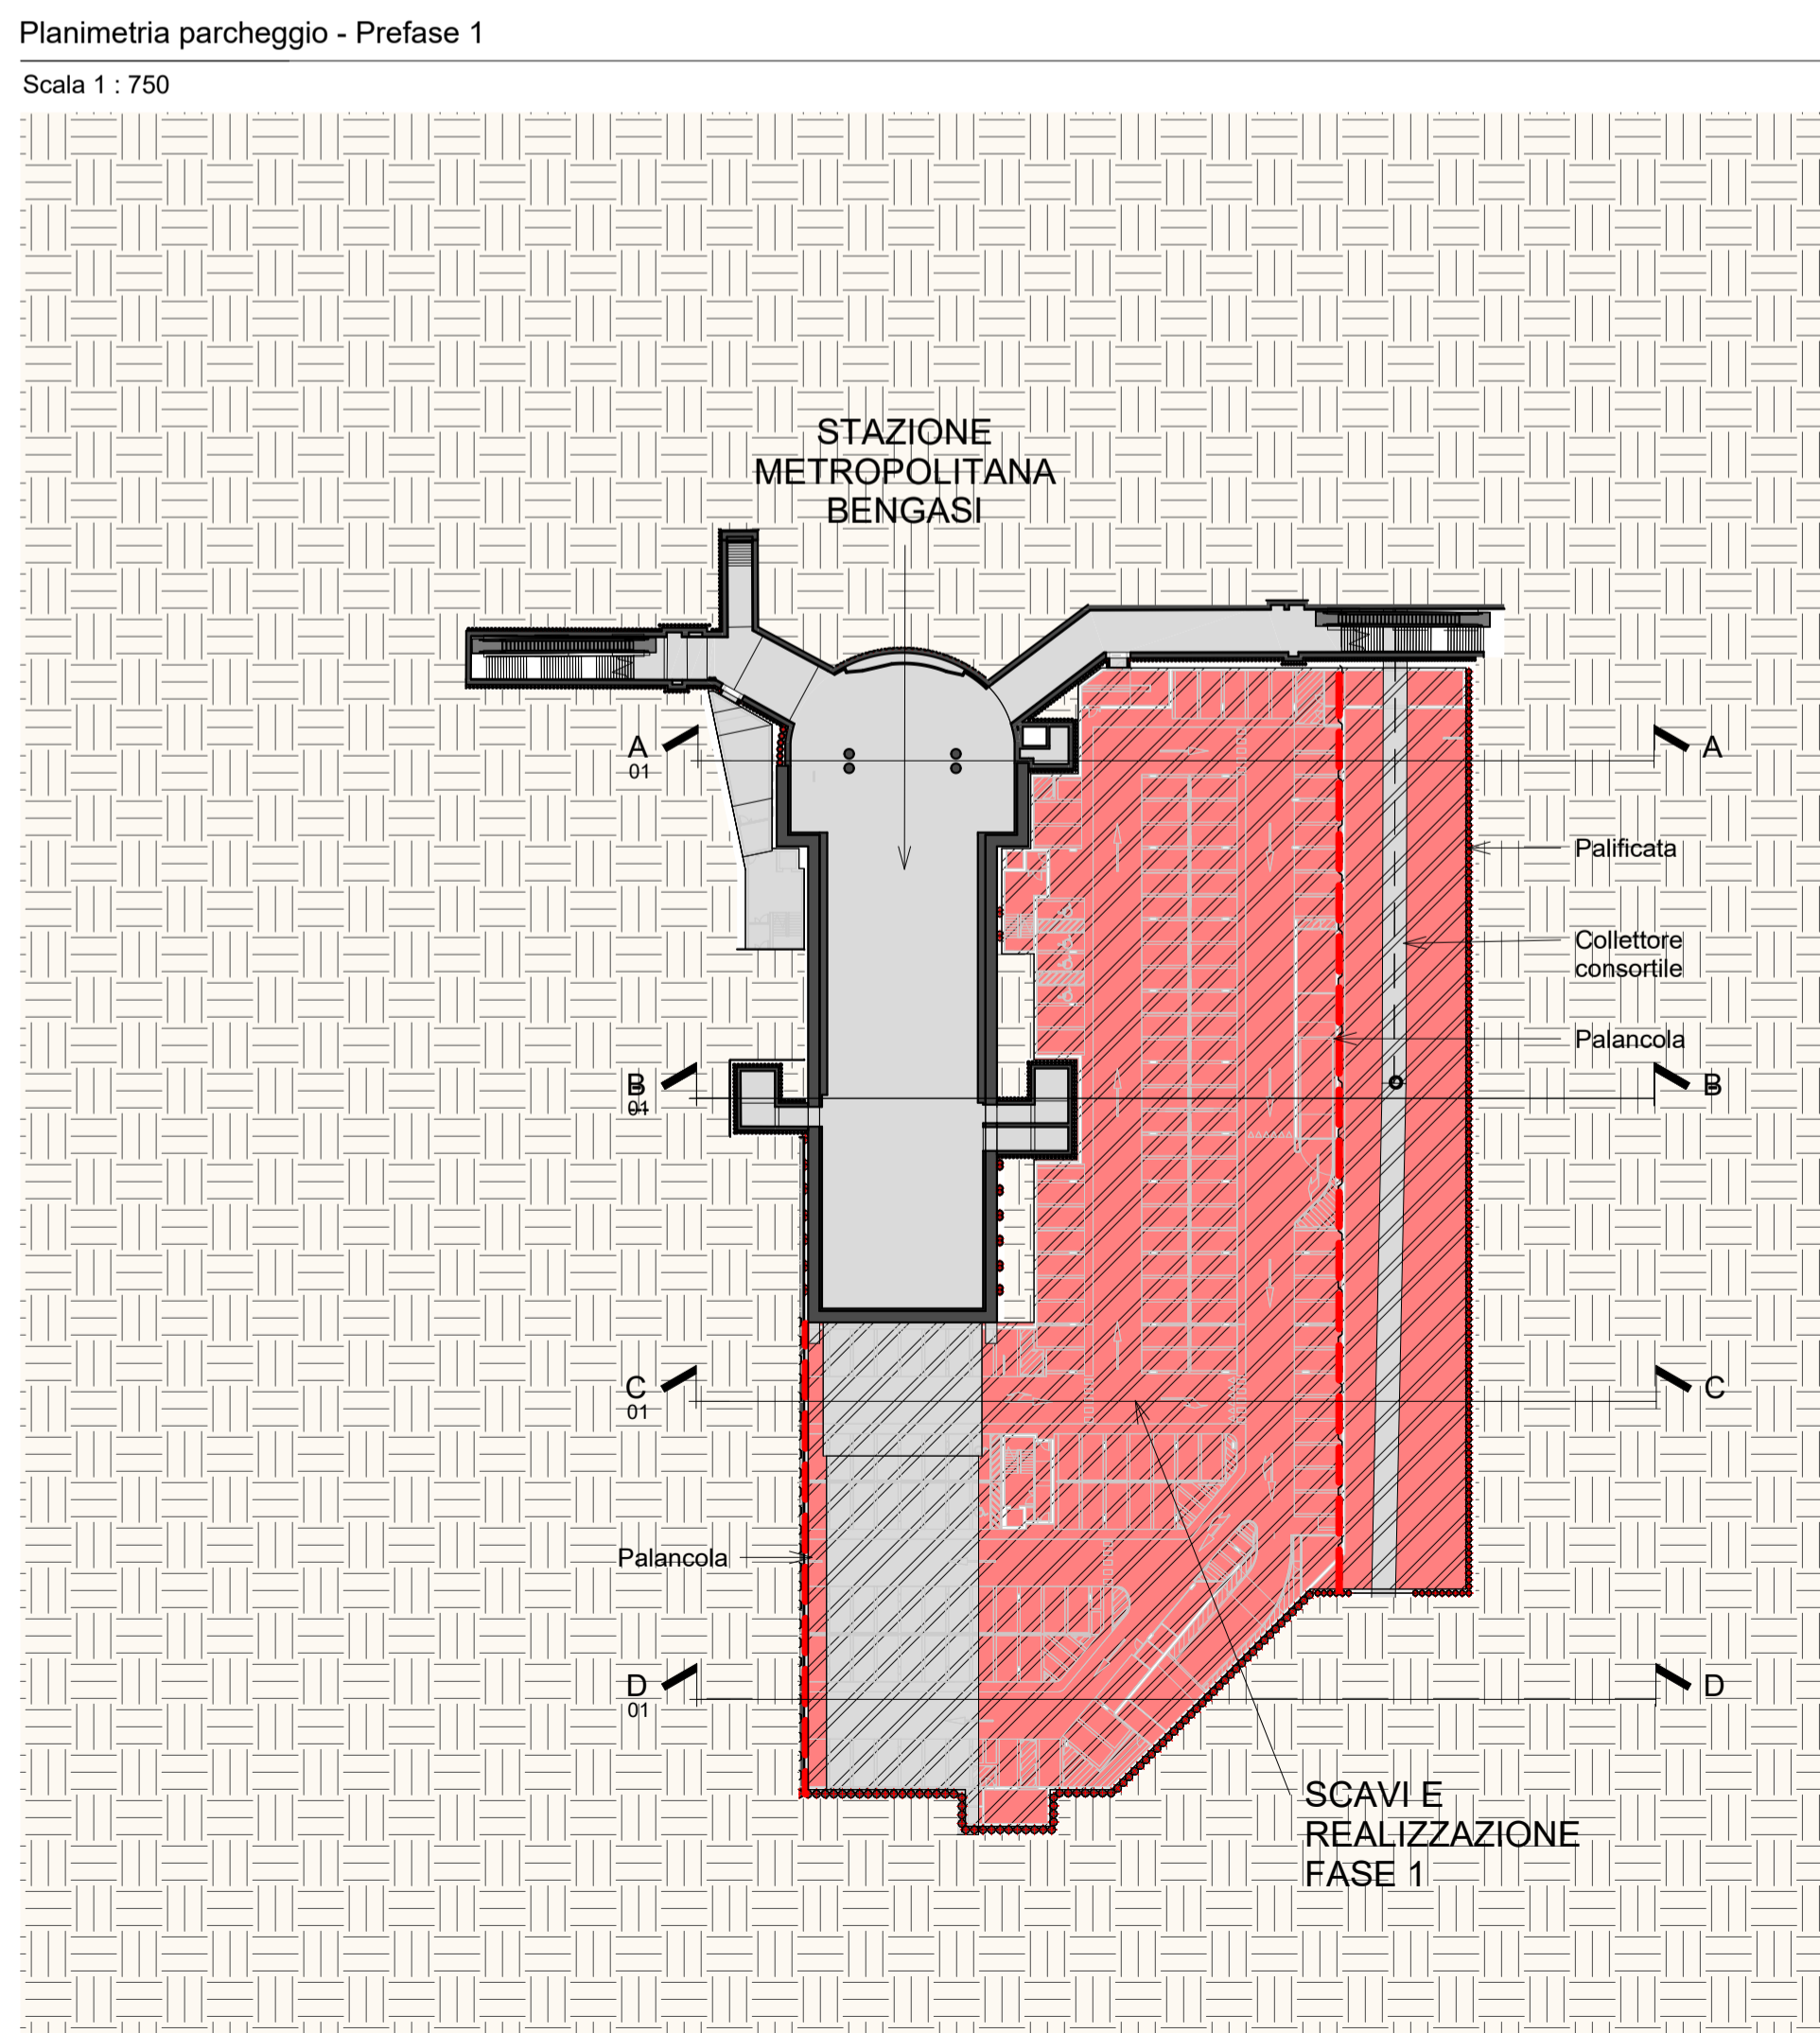 Planimetria parcheggio - Prefase 1
Scala 1 : 750
STAZIONE
METROPOLITANA
BENGASI
A
01
A
Palificata
Collettore
consortile
Palancola
B
01
B
C
01
C
Palancola
D
01
D
SCAVI E
REALIZZAZIONE
FASE 1